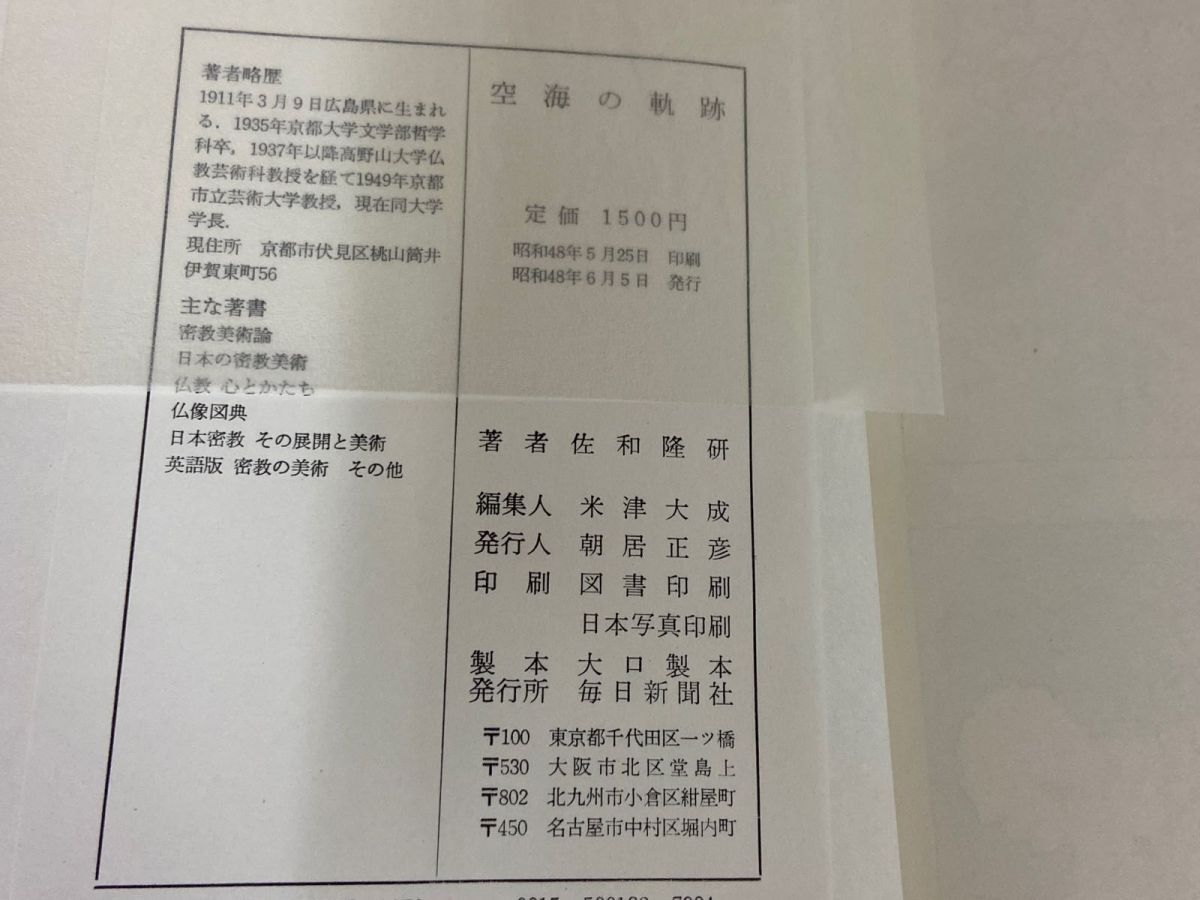 著者略歴
1911年3月9日広島県に生まれ
る．1935年京都大学文学部哲学
科卒，1937年以降高野山大学仏
教芸術科教授を経て1949年京都
市立芸術大学教授，現在同大学
学長．
現住所　京都市伏見区桃山筒井
伊賀東町56
主な著書
密教美術論
日本の密教美術
仏教 心とかたち
仏像図典
日本密教 その展開と美術
英語版 密教の美術　その他
空海の軌跡
定価 1500円
昭和48年5月25日　印刷
昭和48年6月5日　発行
著者 佐和隆研
編集人 米津大成
発行人 朝居正彦
印刷 図書印刷
日本写真印刷
製本 大口製本
発行所 毎日新聞社
〒100 東京都千代田区一ツ橋
〒530 大阪市北区堂島上
〒802 北九州市小倉区紺屋町
〒450 名古屋市中村区堀内町